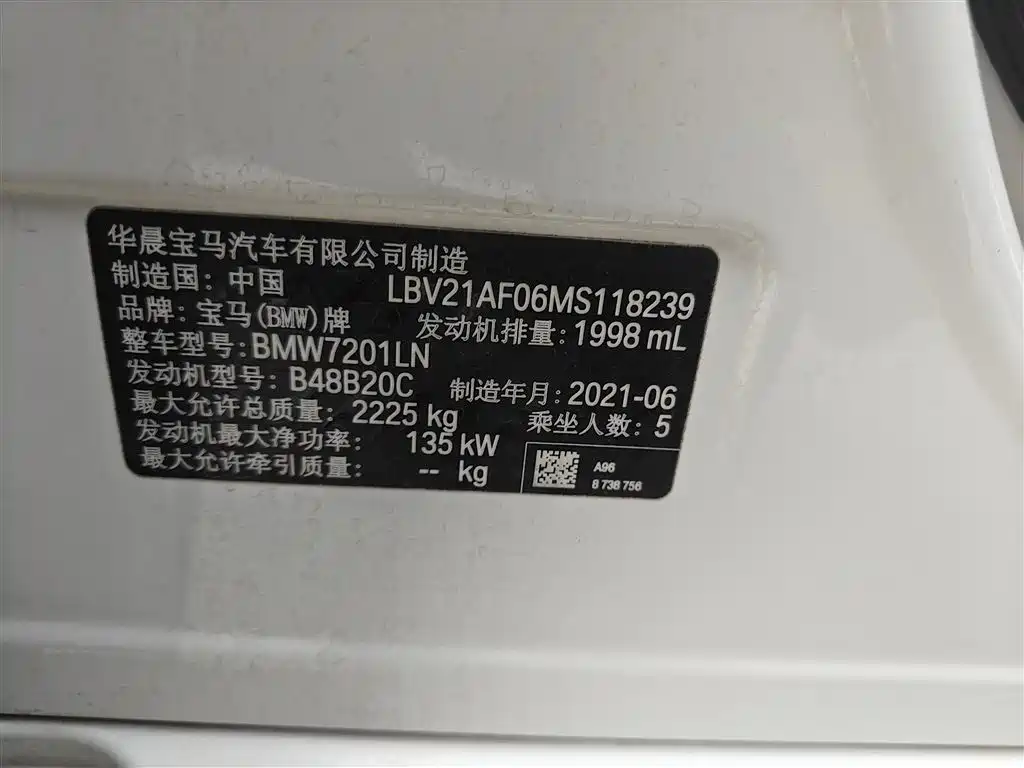 华晨宝马汽车有限公司制造
制造国：中国
LBV21AF06MS118239
品牌：宝马(BMW)牌
发动机排量：1998 mL
整车型号：BMW7201LN
发动机型号：B48B20C
制造年月：2021-06
最大允许总质量：2225 kg
乘坐人数：5
发动机最大净功率：135 kW
最大允许牵引质量：-- kg
A96
8 738 756